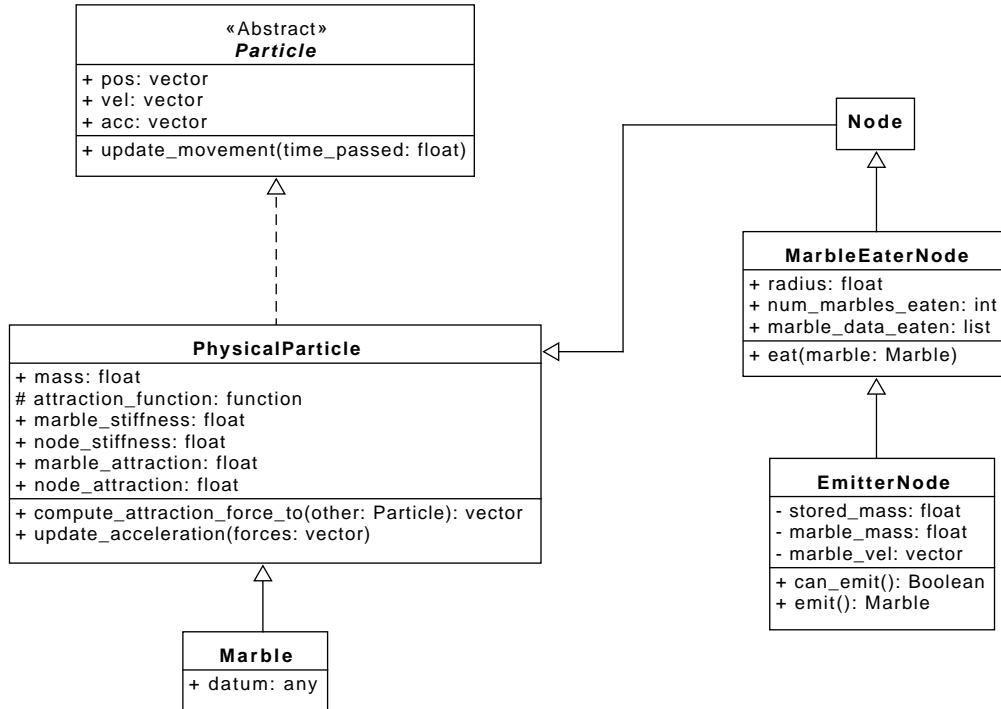 «Abstract»
Particle
+ pos: vector
+ vel: vector
+ acc: vector
+ update_movement(time_passed: float)
Node
MarbleEaterNode
+ radius: float
+ num_marbles_eaten: int
+ marble_data_eaten: list
+ eat(marble: Marble)
PhysicalParticle
+ mass: float
# attraction_function: function
+ marble_stiffness: float
+ node_stiffness: float
+ marble_attraction: float
+ node_attraction: float
+ compute_attraction_force_to(other: Particle): vector
+ update_acceleration(forces: vector)
EmitterNode
- stored_mass: float
- marble_mass: float
- marble_vel: vector
+ can_emit(): Boolean
+ emit(): Marble
Marble
+ datum: any